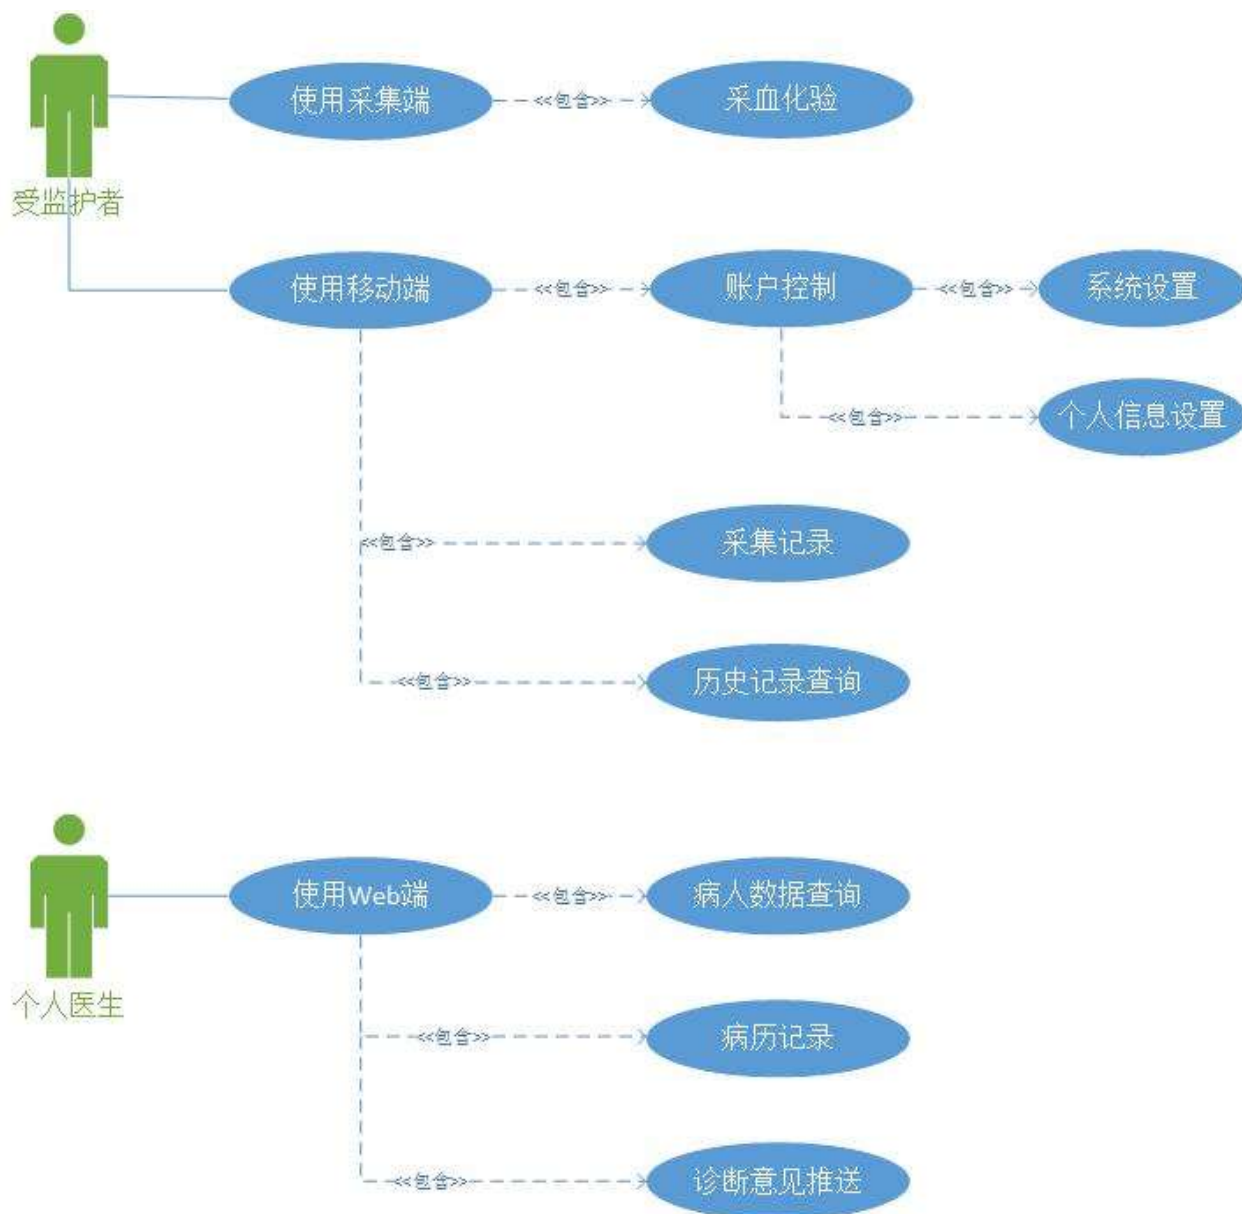 使用采集端
<<包含>>
采血化验
受监护者
使用移动端
<<包含>>
账户控制
<<包含>>
系统设置
<<包含>>
个人信息设置
<<包含>>
采集记录
<<包含>>
历史记录查询
使用Web端
<<包含>>
病人数据查询
个人医生
<<包含>>
病历记录
<<包含>>
诊断意见推送